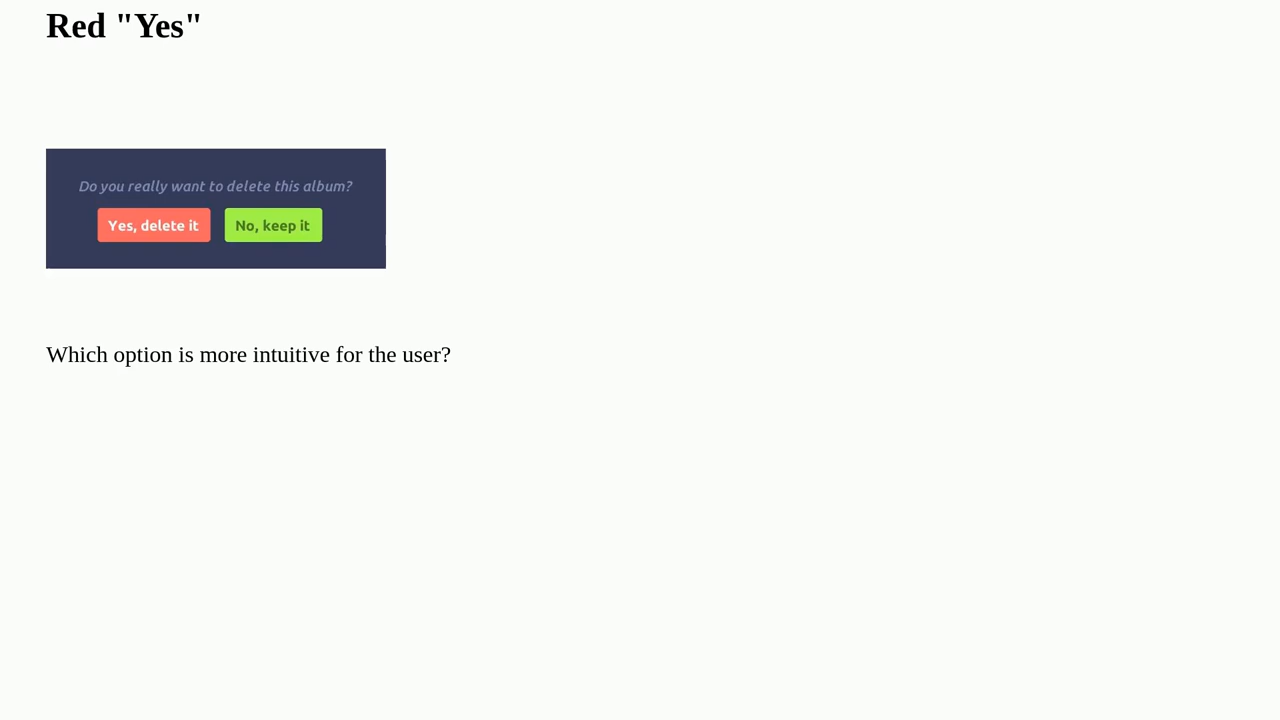 Red "Yes"
Do you really want to delete this album?
Yes, delete it No, keep it
Which option is more intuitive for the user?